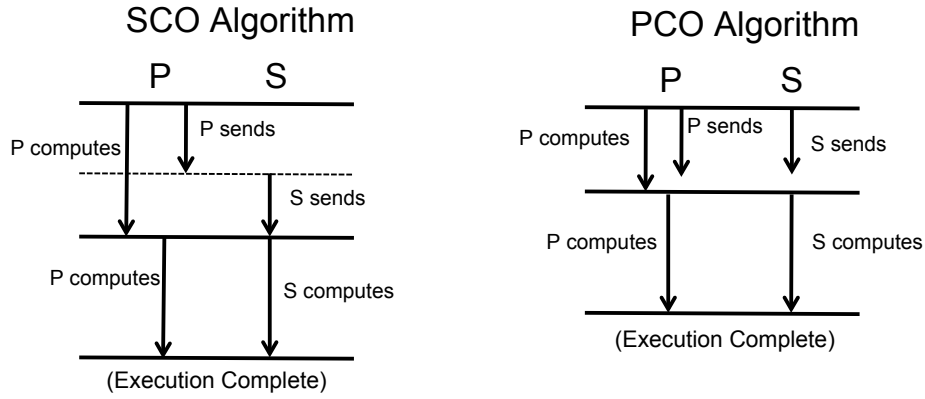 SCO Algorithm
P S
P sends
P computes
S sends
P computes
S computes
(Execution Complete)
PCO Algorithm
P S
P sends
P computes
S sends
P computes
S computes
(Execution Complete)